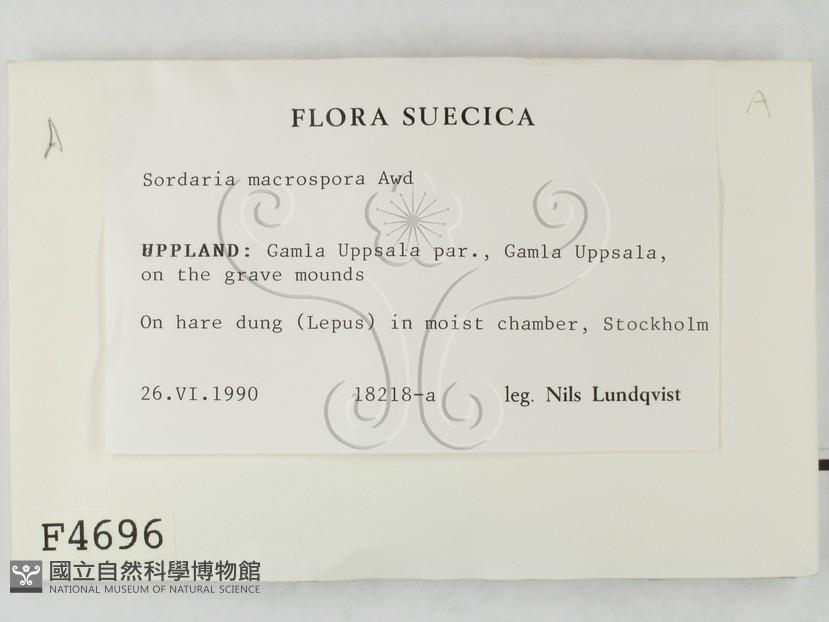 A
A
FLORA SUECICA
Sordaria macrospora Awd
UPPLAND: Gamla Uppsala par., Gamla Uppsala,
on the grave mounds
On hare dung (Lepus) in moist chamber, Stockholm
26.VI.1990 18218-a leg. Nils Lundqvist
F4696
國立自然科學博物館
NATIONAL MUSEUM OF NATURAL SCIENCE